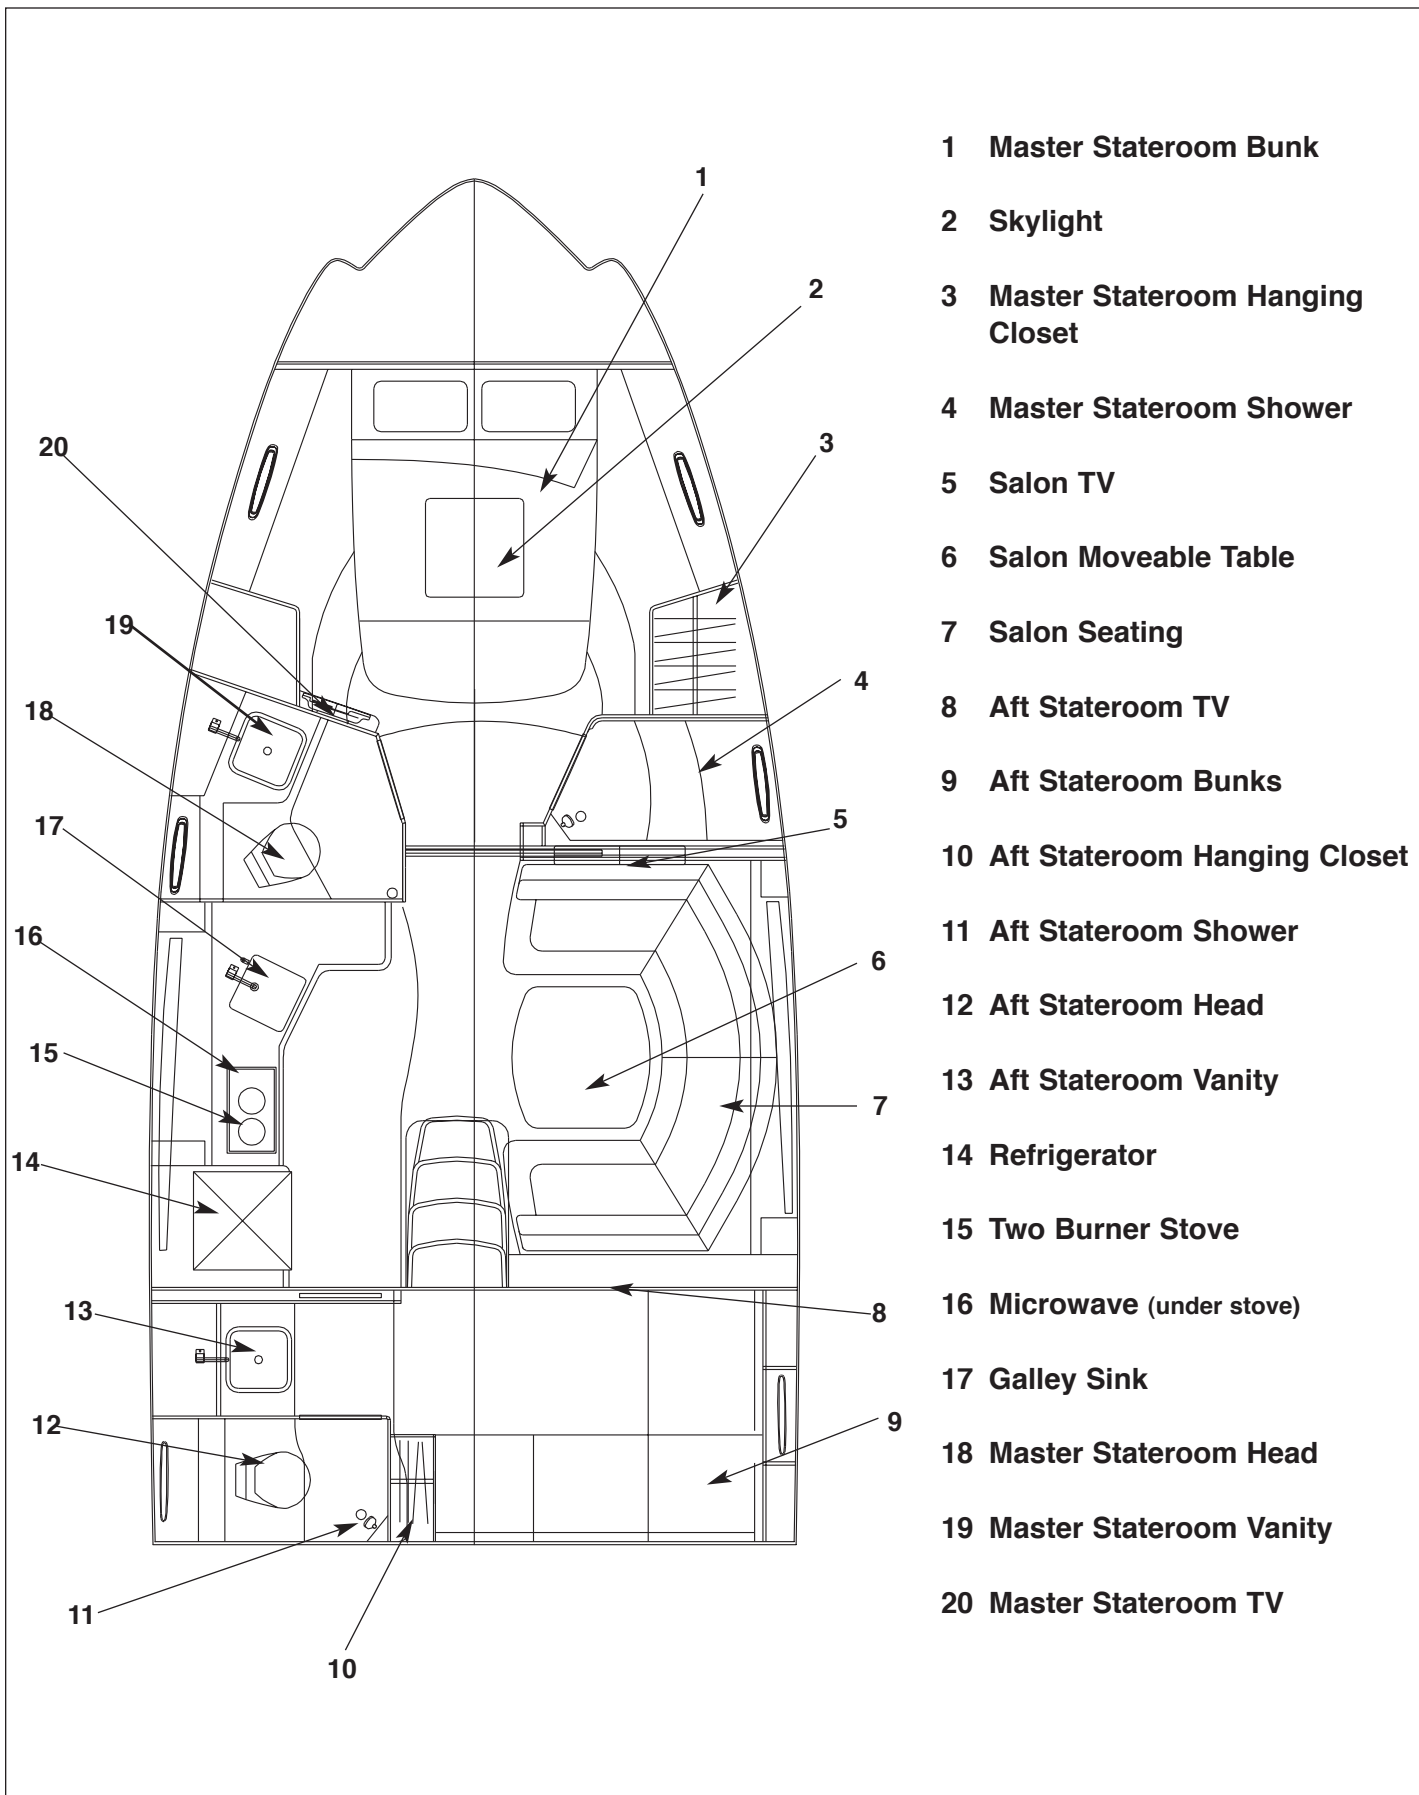 1 Master Stateroom Bunk
2 Skylight
3 Master Stateroom Hanging
Closet
4 Master Stateroom Shower
5 Salon TV
6 Salon Moveable Table
7 Salon Seating
8 Aft Stateroom TV
9 Aft Stateroom Bunks
10 Aft Stateroom Hanging Closet
11 Aft Stateroom Shower
12 Aft Stateroom Head
13 Aft Stateroom Vanity
14 Refrigerator
15 Two Burner Stove
16 Microwave (under stove)
17 Galley Sink
18 Master Stateroom Head
19 Master Stateroom Vanity
20 Master Stateroom TV
1
2
3
4
5
6
7
8
9
10
11
12
13
14
15
16
17
18
19
20